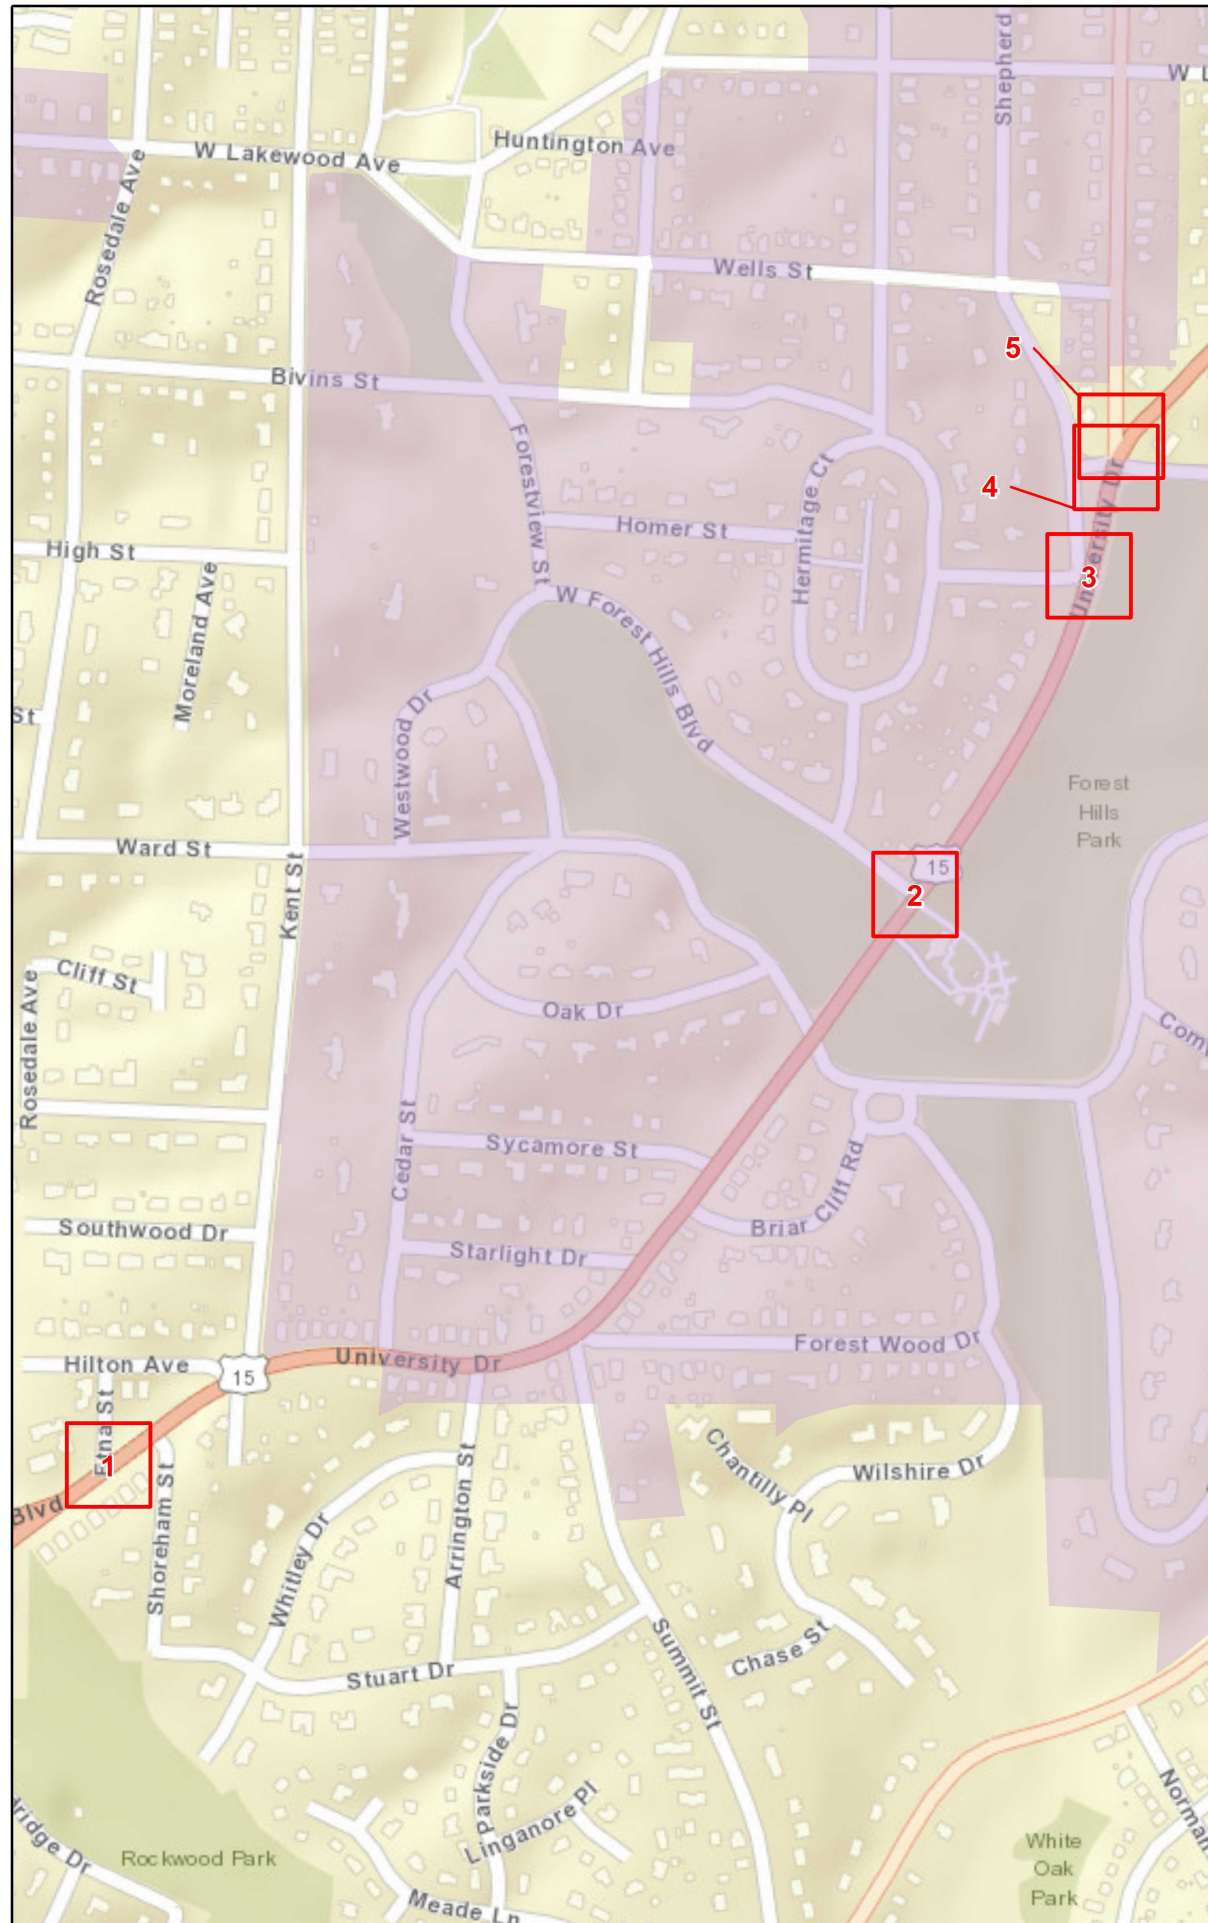 Shepherd
W L
Huntington Ave
W Lakewood Ave
Rosedale Ave
Wells St
5
Bivins St
Forestview St
Hermitage Ct
University Dr
4
Homer St
High St
Moreland Ave
3
University Dr
W Forest Hills Blvd
St
Westwood Dr
Forest
Hills
Park
Ward St
Kent St
15
2
Cliff St
Rosedale Ave
Oak Dr
Cedar St
Sycamore St
Briar Cliff Rd
Southwood Dr
Starlight Dr
Forest Wood Dr
University Dr
Hilton Ave
15
Etna St
1
Blvd
Shoreham St
Whitley Dr
Arrington St
Chantilly Pl
Wilshire Dr
Summit St
Chase St
Stuart Dr
Parkside Dr
Linganore Pl
Rockwood Park
ridge Dr
Meade Ln
White
Oak
Park